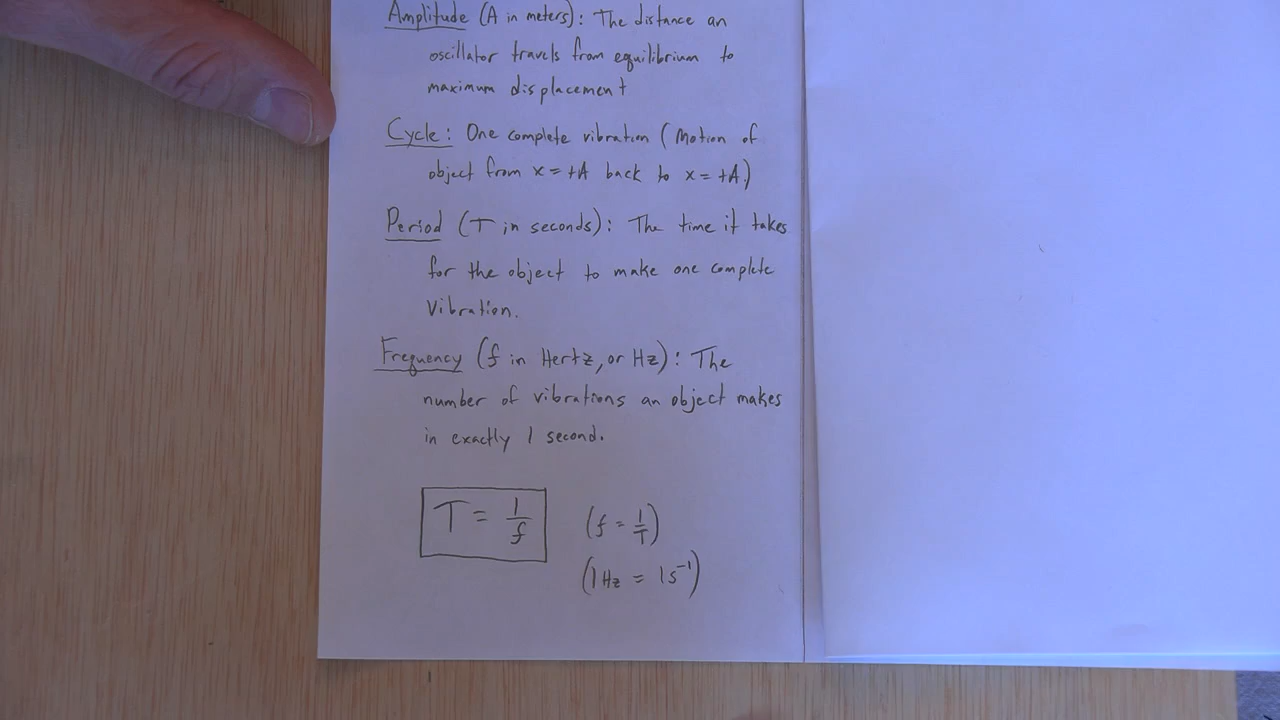 Amplitude (A in meters): The distance an
oscillator travels from equilibrium to
maximum displacement
Cycle: One complete vibration (Motion of
object from x = +A back to x = +A)
Period (T in seconds): The time it takes
for the object to make one complete
vibration.
Frequency (f in Hertz, or Hz): The
number of vibrations an object makes
in exactly 1 second.
T = 1/f (f = 1/T)
(1 Hz = 1 s⁻¹)